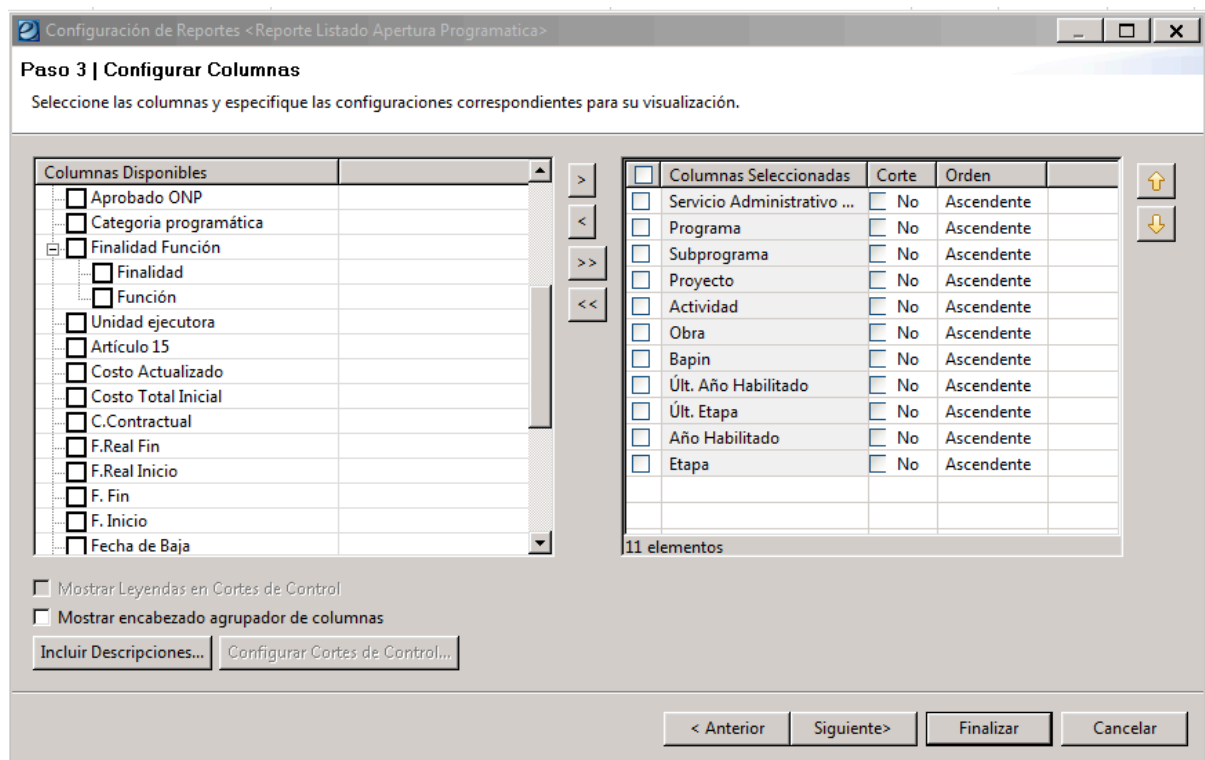 Configuración de Reportes <Reporte Listado Apertura Programatica>
Paso 3 | Configurar Columnas
Seleccione las columnas y especifique las configuraciones correspondientes para su visualización.
Columnas Disponibles
Aprobado ONP
Categoria programática
Finalidad Función
Finalidad
Función
Unidad ejecutora
Artículo 15
Costo Actualizado
Costo Total Inicial
C.Contractual
F.Real Fin
F.Real Inicio
F. Fin
F. Inicio
Fecha de Baja
>
<
>>
<<
Columnas Seleccionadas Corte Orden
Servicio Administrativo ... No Ascendente
Programa No Ascendente
Subprograma No Ascendente
Proyecto No Ascendente
Actividad No Ascendente
Obra No Ascendente
Bapin No Ascendente
Últ. Año Habilitado No Ascendente
Últ. Etapa No Ascendente
Año Habilitado No Ascendente
Etapa No Ascendente
11 elementos
Mostrar Leyendas en Cortes de Control
Mostrar encabezado agrupador de columnas
Incluir Descripciones... Configurar Cortes de Control...
< Anterior Siguiente> Finalizar Cancelar